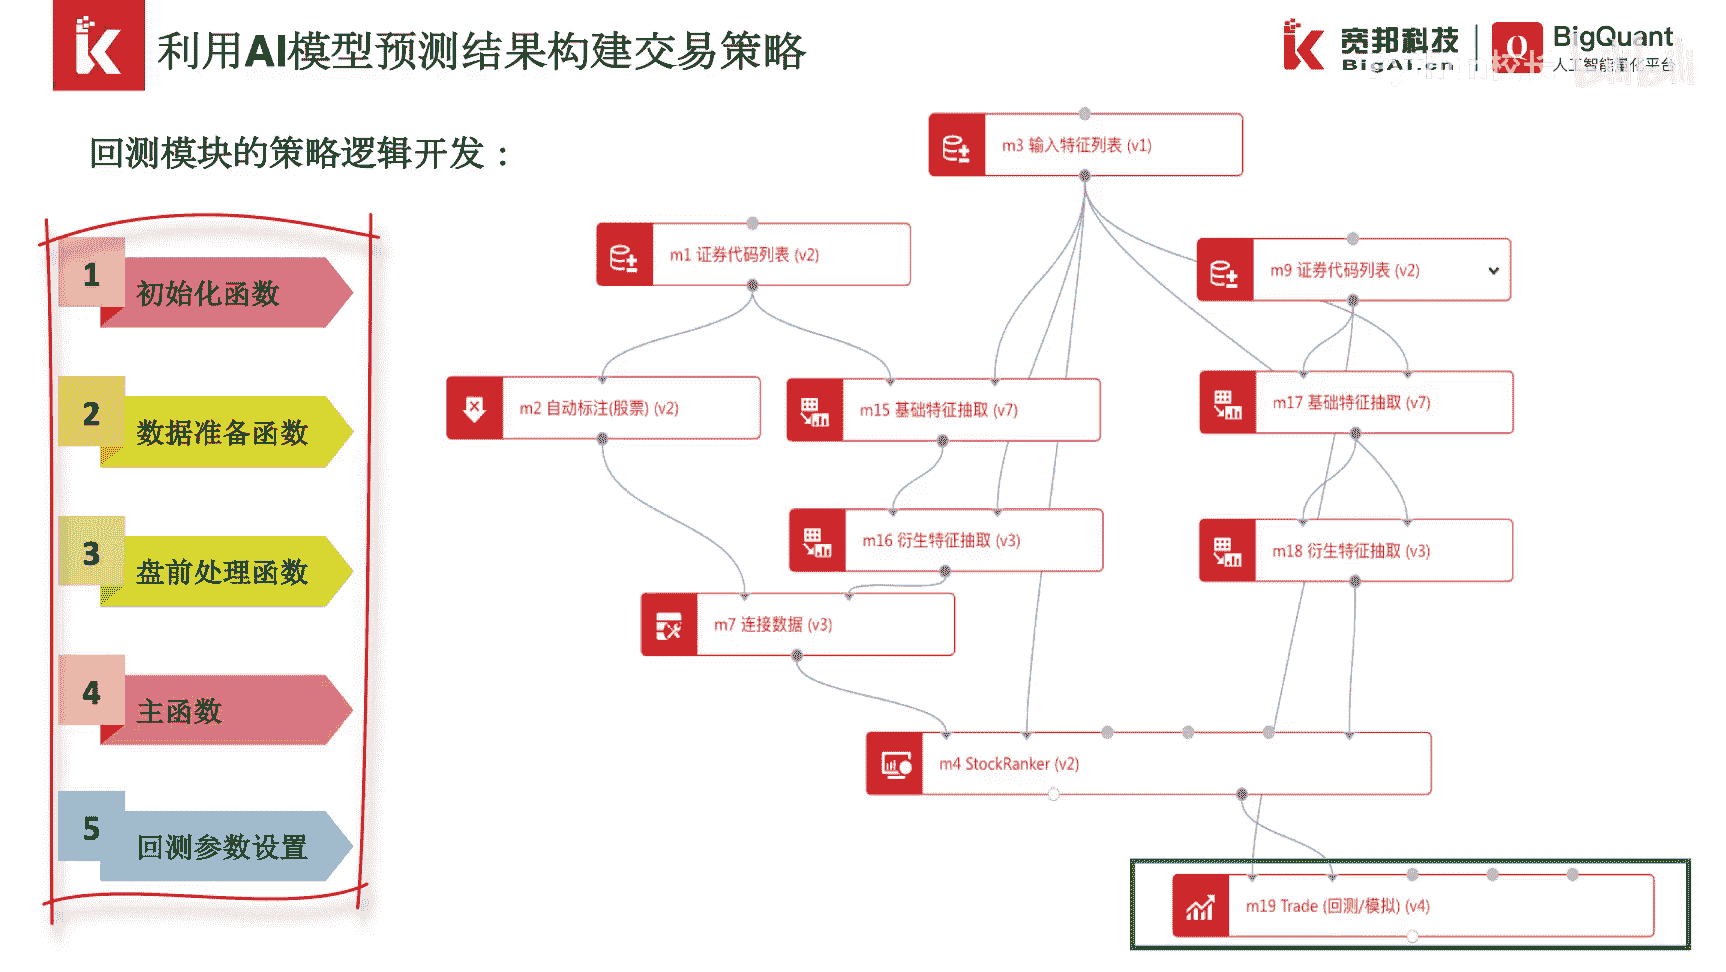 利用AI模型预测结果构建交易策略
宽邦科技
BigAI.cn
BigQuant
人工智能量化平台
回测模块的策略逻辑开发：
1
初始化函数
2
数据准备函数
3
盘前处理函数
4
主函数
5
回测参数设置
m3 输入特征列表 (v1)
m1 证券代码列表 (v2)
m9 证券代码列表 (v2)
m2 自动标注(股票) (v2)
m15 基础特征抽取 (v7)
m17 基础特征抽取 (v7)
m16 衍生特征抽取 (v3)
m18 衍生特征抽取 (v3)
m7 连接数据 (v3)
m4 StockRanker (v2)
m19 Trade (回测/模拟) (v4)